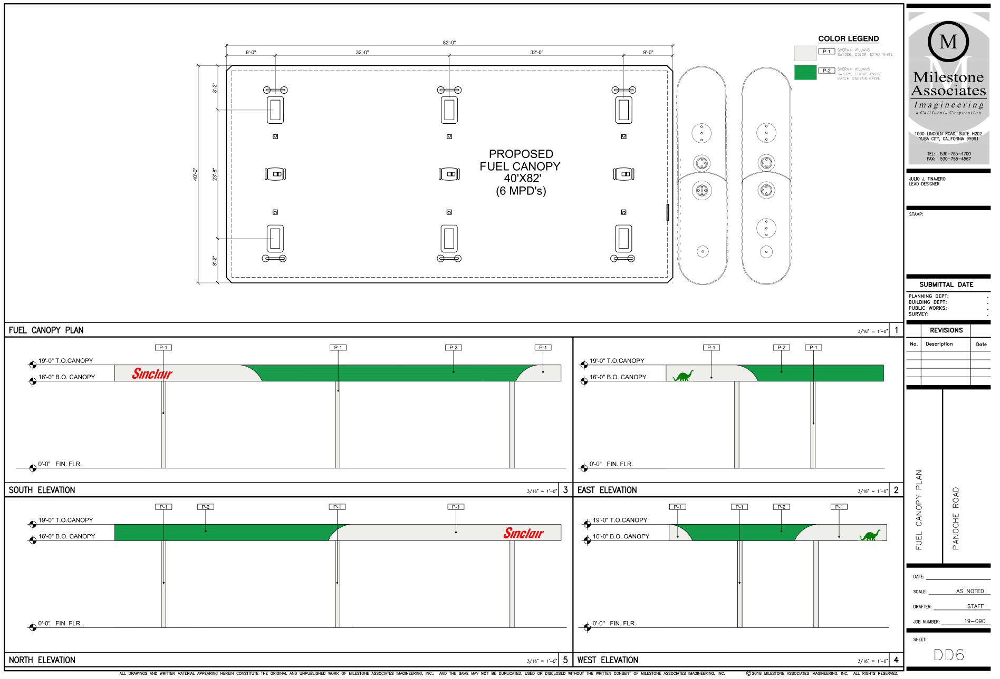 82'-0"
9'-0"
32'-0"
32'-0"
9'-0"
8'-2"
40'-0"
23'-8"
8'-2"
PROPOSED
FUEL CANOPY
40'X82'
(6 MPD's)
COLOR LEGEND
P-1
SHERWIN WILLIAMS
SW7006, COLOR: EXTRA WHITE
P-2
SHERWIN WILLIAMS
SW6925, COLOR: ENVY/
MATCH SINCLAIR GREEN
FUEL CANOPY PLAN
3/16" = 1'-0"
1
P-1
P-1
P-2
P-1
19'-0" T.O.CANOPY
16'-0" B.O. CANOPY
Sinclair
0'-0" FIN. FLR.
SOUTH ELEVATION
3/16" = 1'-0"
3
P-1
P-2
P-1
19'-0" T.O.CANOPY
16'-0" B.O. CANOPY
0'-0" FIN. FLR.
EAST ELEVATION
3/16" = 1'-0"
2
P-1
P-2
P-1
P-1
19'-0" T.O.CANOPY
16'-0" B.O. CANOPY
Sinclair
0'-0" FIN. FLR.
NORTH ELEVATION
3/16" = 1'-0"
5
P-1
P-1
P-2
P-1
19'-0" T.O.CANOPY
16'-0" B.O. CANOPY
0'-0" FIN. FLR.
WEST ELEVATION
3/16" = 1'-0"
4
M
M
Milestone
Associates
Imagineering
a California Corporation
1000 LINCOLN ROAD, SUITE H202
YUBA CITY, CALIFORNIA 95991
TEL: 530-755-4700
FAX: 530-755-4567
JULIO J. TINAJERO
LEAD DESIGNER
STAMP:
SUBMITTAL DATE
PLANNING DEPT: .
BUILDING DEPT: .
PUBLIC WORKS: .
SURVEY: .
REVISIONS
No. Description Date
FUEL CANOPY PLAN
PANOCHE ROAD
DATE:
SCALE: AS NOTED
DRAFTER: STAFF
JOB NUMBER: 19-090
SHEET:
DD6
ALL DRAWINGS AND WRITTEN MATERIAL APPEARING HEREIN CONSTITUTE THE ORIGINAL AND UNPUBLISHED WORK OF MILESTONE ASSOCIATES IMAGINEERING, INC., AND THE SAME MAY NOT BE DUPLICATED, USED OR DISCLOSED WITHOUT THE WRITTEN CONSENT OF MILESTONE ASSOCIATES IMAGINEERING, INC. ©2018 MILESTONE ASSOCIATES IMAGINEERING, INC. ALL RIGHTS RESERVED.